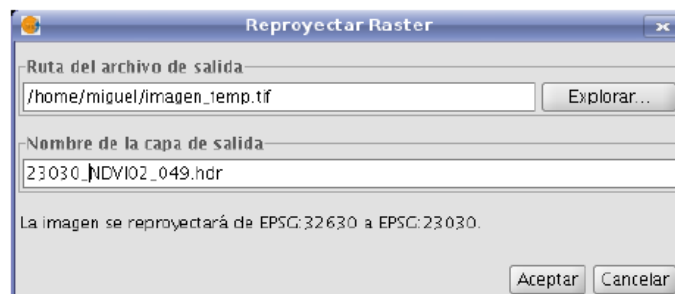 Reproyectar Raster
Ruta del archivo de salida
/home/miguel/imagen_temp.tif
Explorar...
Nombre de la capa de salida
23030_NDVI02_049.hdr
La imagen se reproyectará de EPSG:32630 a EPSG:23030.
Aceptar
Cancelar